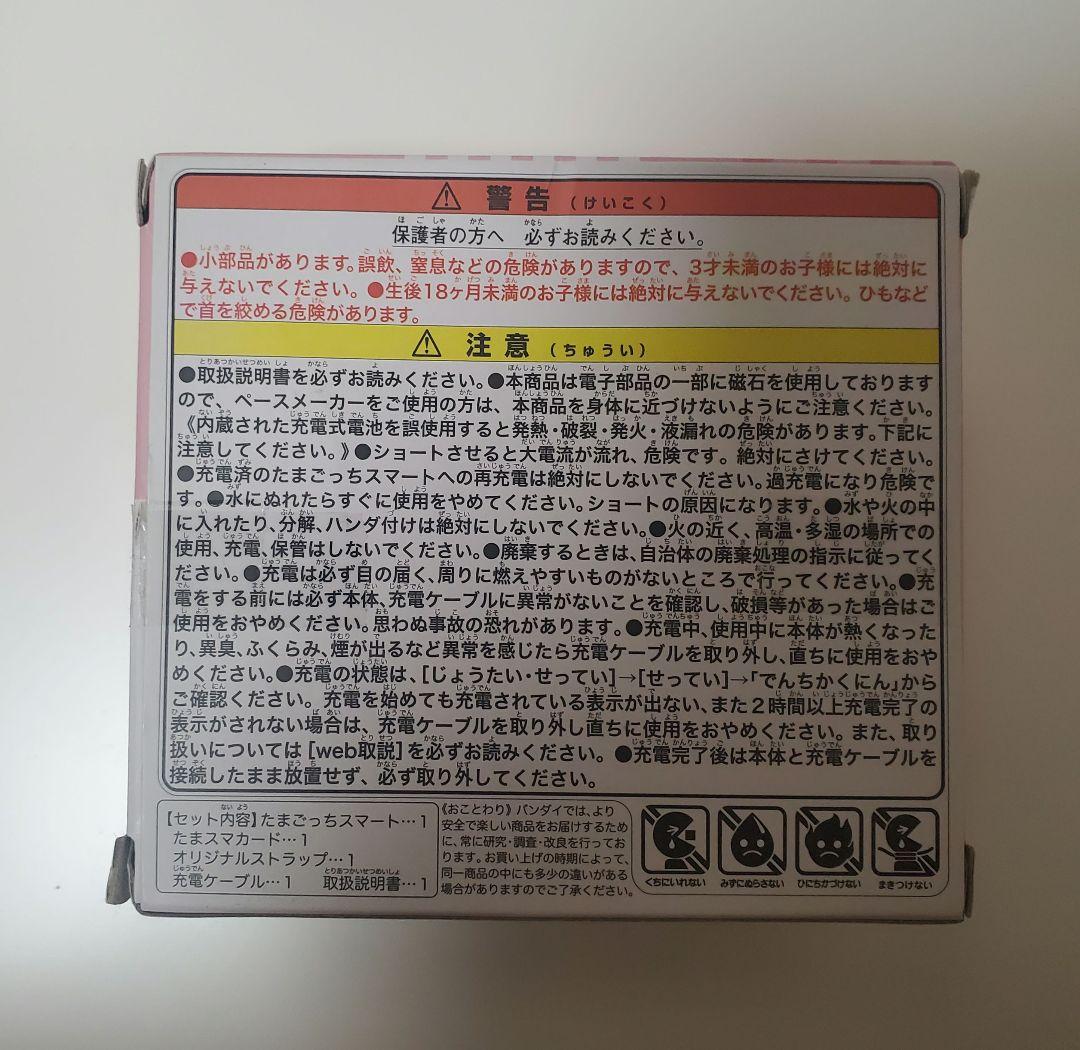 警告（けいこく）
保護者の方へ 必ずお読みください。
●小部品があります。誤飲、窒息などの危険がありますので、3才未満のお子様には絶対に
与えないでください。●生後18ヶ月未満のお子様には絶対に与えないでください。ひもなど
で首を絞める危険があります。
注意（ちゅうい）
●取扱説明書を必ずお読みください。●本商品は電子部品の一部に磁石を使用しております
ので、ペースメーカーをご使用の方は、本商品を身体に近づけないようにご注意ください。
《内蔵された充電式電池を誤使用すると発熱・破裂・発火・液漏れの危険があります。下記に
注意してください。》●ショートさせると大電流が流れ、危険です。絶対にさけてください。
●充電済のたまごっちスマートへの再充電は絶対にしないでください。過充電になり危険で
す。●水にぬれたらすぐに使用をやめてください。ショートの原因になります。●水や火の中
に入れたり、分解、ハンダ付けは絶対にしないでください。●火の近く、高温・多湿の場所での
使用、充電、保管はしないでください。●廃棄するときは、自治体の廃棄処理の指示に従ってく
ださい。●充電は必ず目の届く、周りに燃えやすいものがないところで行ってください。●充
電をする前には必ず本体、充電ケーブルに異常がないことを確認し、破損等があった場合はご
使用をおやめください。思わぬ事故の恐れがあります。●充電中、使用中に本体が熱くなった
り、異臭、ふくらみ、煙が出るなど異常を感じたら充電ケーブルを取り外し、直ちに使用をおや
めください。●充電の状態は、[じょうたい・せってい]→[せってい]→「でんちかくにん」から
ご確認ください。充電を始めても充電されている表示が出ない、また2時間以上充電完了の
表示がされない場合は、充電ケーブルを取り外し直ちに使用をおやめください。また、取り
扱いについては[web取説]を必ずお読みください。●充電完了後は本体と充電ケーブルを
接続したまま放置せず、必ず取り外してください。
【セット内容】たまごっちスマート…1
たまスマカード…1
オリジナルストラップ…1
充電ケーブル…1 取扱説明書…1
《おことわり》バンダイでは、より
安全で楽しい商品をお届けするため
に、常に研究・調査・改良を行ってお
ります。お買い上げの時期によって、
同一商品の中にも多少の違いがある
場合がありますのでご了承ください。
くちにいれない みずにぬらさない ひにちかづけない まきつけない